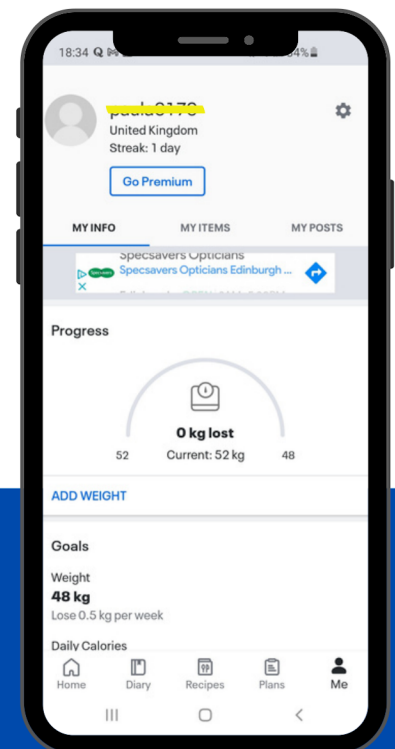 18:34
4%
United Kingdom
Streak: 1 day
Go Premium
MY INFO MY ITEMS MY POSTS
Specsavers Opticians
Specsavers Opticians Edinburgh ...
Progress
0 kg lost
52 Current: 52 kg 48
ADD WEIGHT
Goals
Weight
48 kg
Lose 0.5 kg per week
Daily Calories
Home Diary Recipes Plans Me